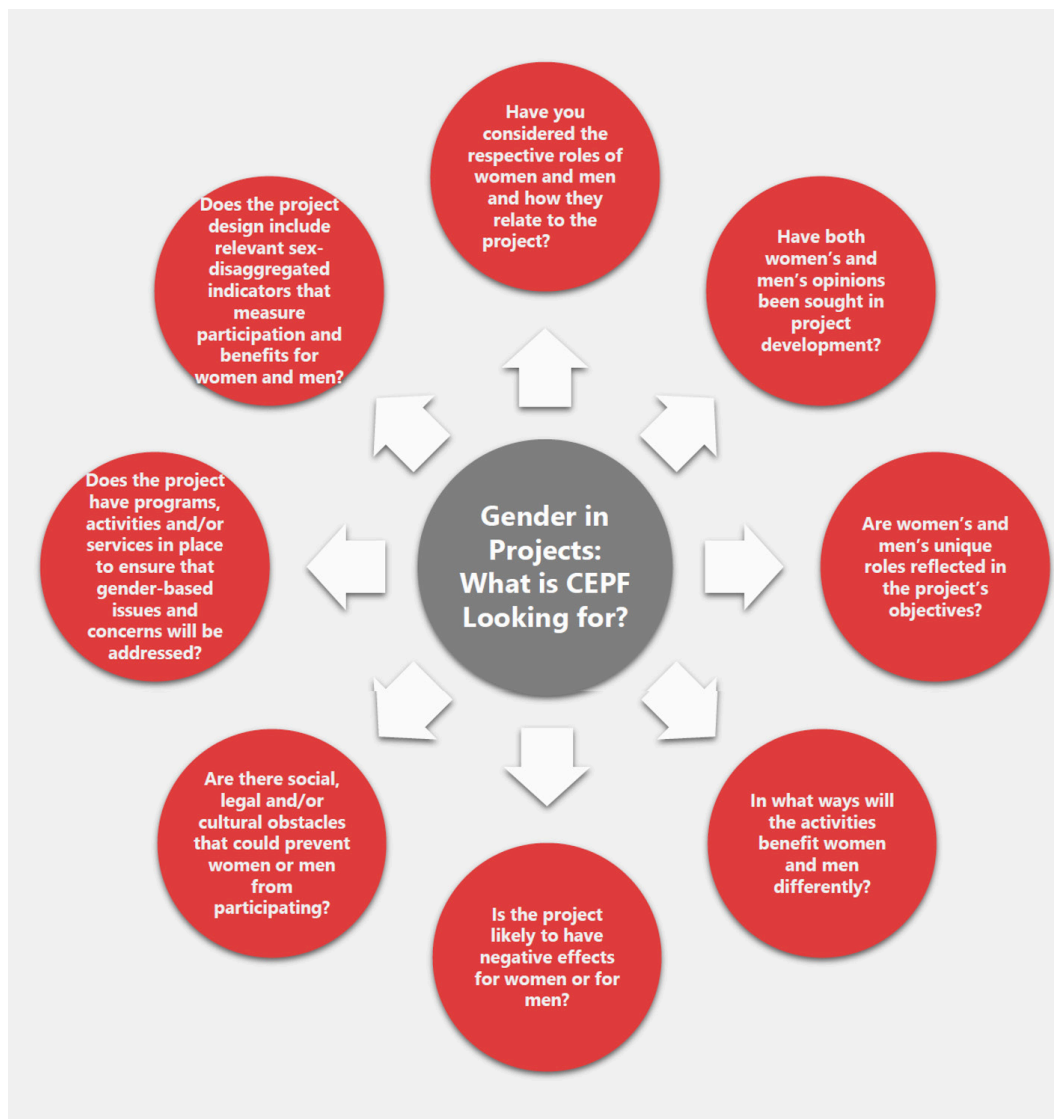 Gender in
Projects:
What is CEPF
Looking for?
Have you
considered the
respective roles of
women and men
and how they
relate to the
project?
Have both
women’s and
men’s opinions
been sought in
project
development?
Are women’s and
men’s unique
roles reflected in
the project’s
objectives?
In what ways will
the activities
benefit women
and men
differently?
Is the project
likely to have
negative effects
for women or for
men?
Are there social,
legal and/or
cultural obstacles
that could prevent
women or men
from
participating?
Does the project
have programs,
activities and/or
services in place
to ensure that
gender-based
issues and
concerns will be
addressed?
Does the project
design include
relevant sex-
disaggregated
indicators that
measure
participation and
benefits for
women and men?